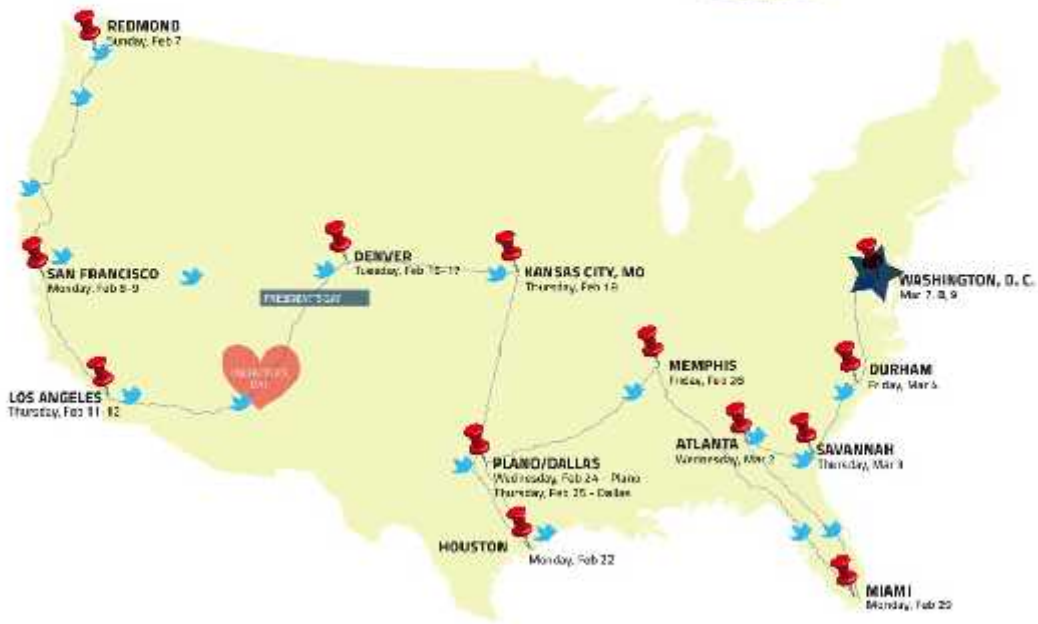 REDMOND
Sunday, Feb 7
DENVER
Tuesday, Feb 16-17
KANSAS CITY, MO
Thursday, Feb 18
SAN FRANCISCO
Monday, Feb 8-9
WASHINGTON, D. C.
Mar 7, 8, 9
PRESIDENT'S DAY
VALENTINE'S
DAY
MEMPHIS
Friday, Feb 26
DURHAM
Friday, Mar 4
LOS ANGELES
Thursday, Feb 11-12
ATLANTA
Wednesday, Mar 2
SAVANNAH
Thursday, Mar 3
PLANO/DALLAS
Wednesday, Feb 24 - Plano
Thursday, Feb 25 - Dallas
HOUSTON
Monday, Feb 22
MIAMI
Monday, Feb 29